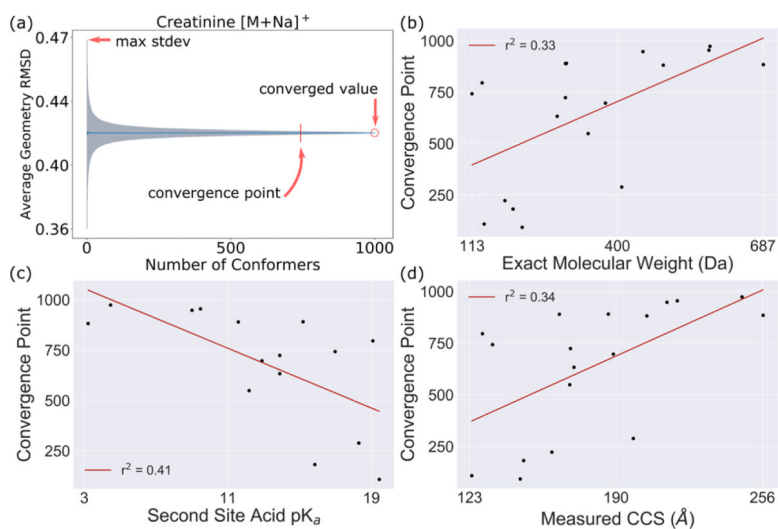 (a)
Creatinine [M+Na]⁺
0.47
max stdev
0.44
converged value
0.40
convergence point
0.36
0
500
1000
Average Geometry RMSD
Number of Conformers
(b)
r² = 0.33
1000
750
500
250
113
400
687
Convergence Point
Exact Molecular Weight (Da)
(c)
1000
750
500
250
r² = 0.41
3
11
19
Convergence Point
Second Site Acid pKₐ
(d)
r² = 0.34
1000
750
500
250
123
190
256
Convergence Point
Measured CCS (Å)